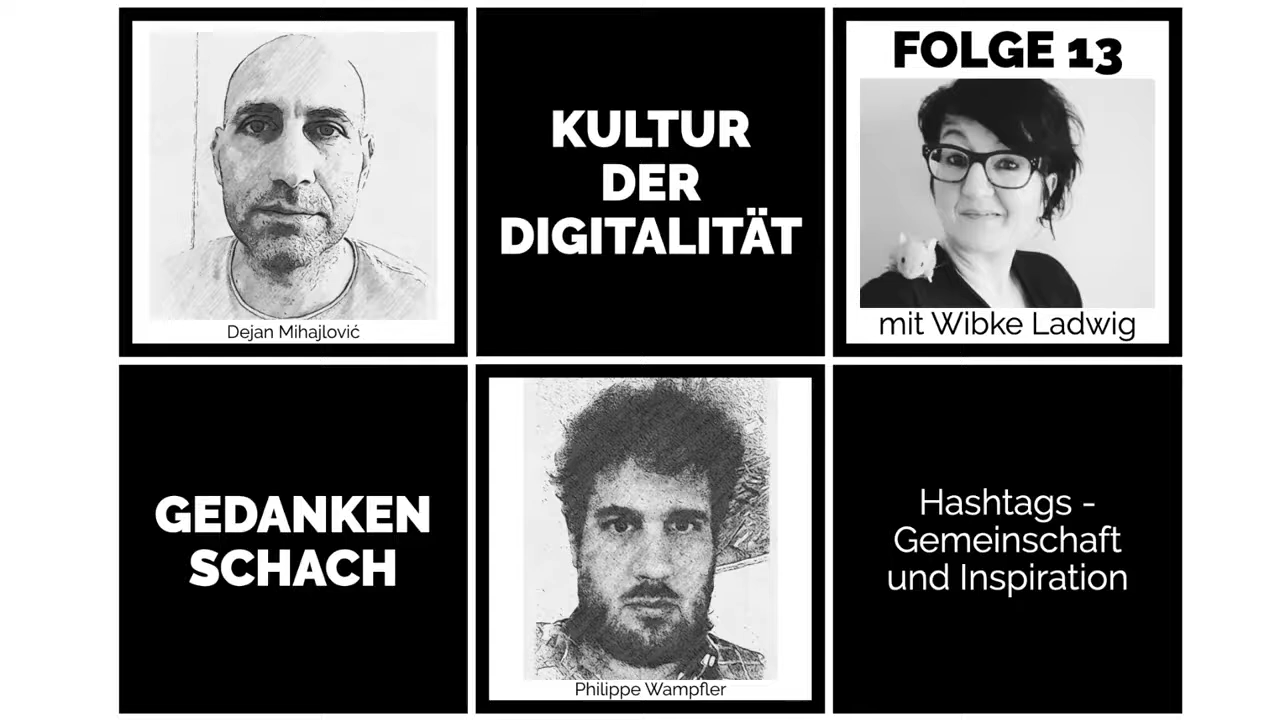 Dejan Mihajlović
KULTUR
DER
DIGITALITÄT
FOLGE 13
mit Wibke Ladwig
GEDANKEN
SCHACH
Philippe Wampfler
Hashtags -
Gemeinschaft
und Inspiration